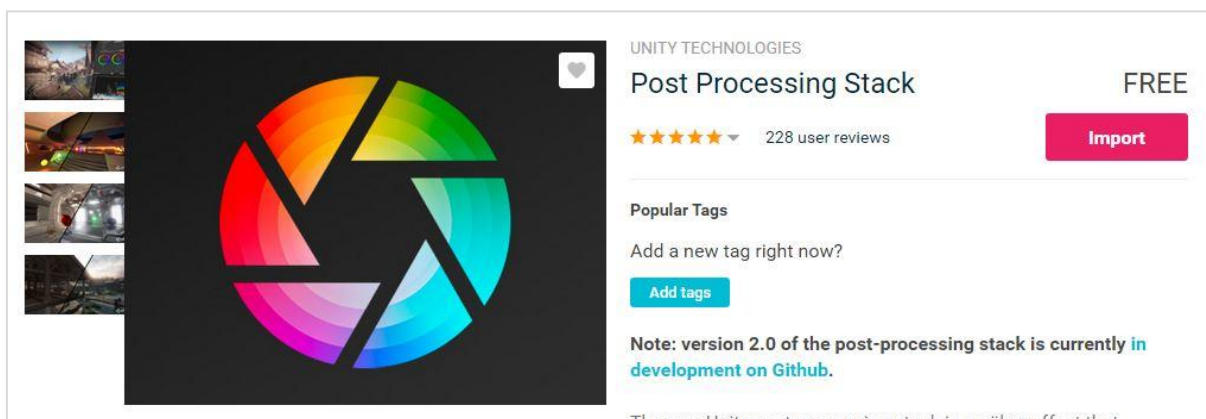 UNITY TECHNOLOGIES
Post Processing Stack
FREE
228 user reviews
Import
Popular Tags
Add a new tag right now?
Add tags
Note: version 2.0 of the post-processing stack is currently in
development on Github.